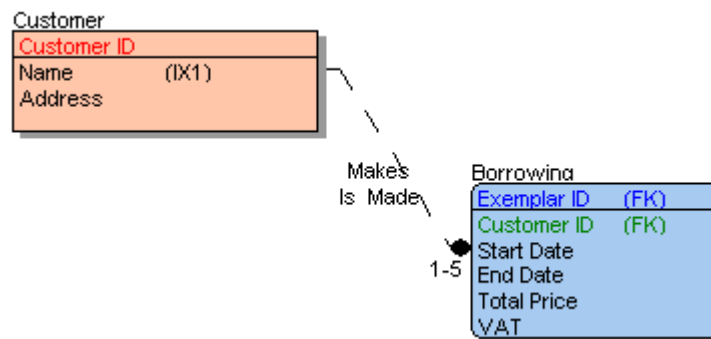 Customer
Customer ID
Name (IX1)
Address
Makes
Is Made
1-5
Borrowing
Exemplar ID (FK)
Customer ID (FK)
Start Date
End Date
Total Price
VAT